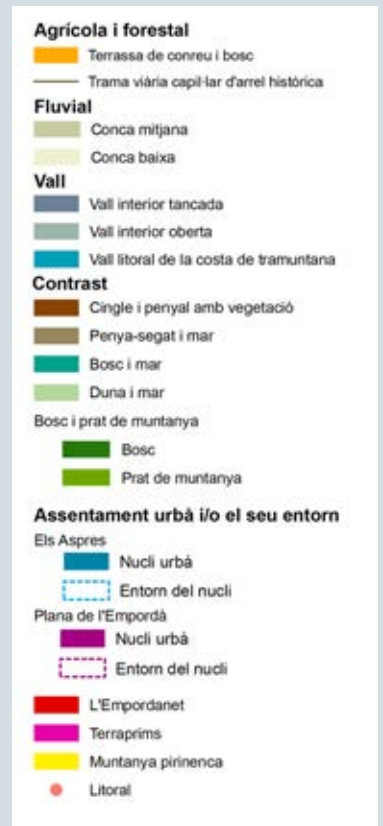 Agrícola i forestal
Terrassa de conreu i bosc
Trama viària capil·lar d'arrel històrica
Fluvial
Conca mitjana
Conca baixa
Vall
Vall interior tancada
Vall interior oberta
Vall litoral de la costa de tramuntana
Contrast
Cingle i penyal amb vegetació
Penya-segat i mar
Bosc i mar
Duna i mar
Bosc i prat de muntanya
Bosc
Prat de muntanya
Assentament urbà i/o el seu entorn
Els Aspres
Nucli urbà
Entorn del nucli
Plana de l'Empordà
Nucli urbà
Entorn del nucli
L'Empordanet
Terraprims
Muntanya pirinenca
Litoral